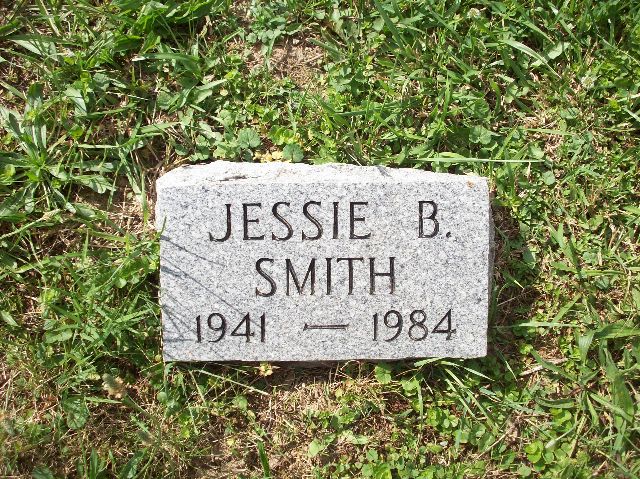 JESSIE B.
SMITH
1941 — 1984